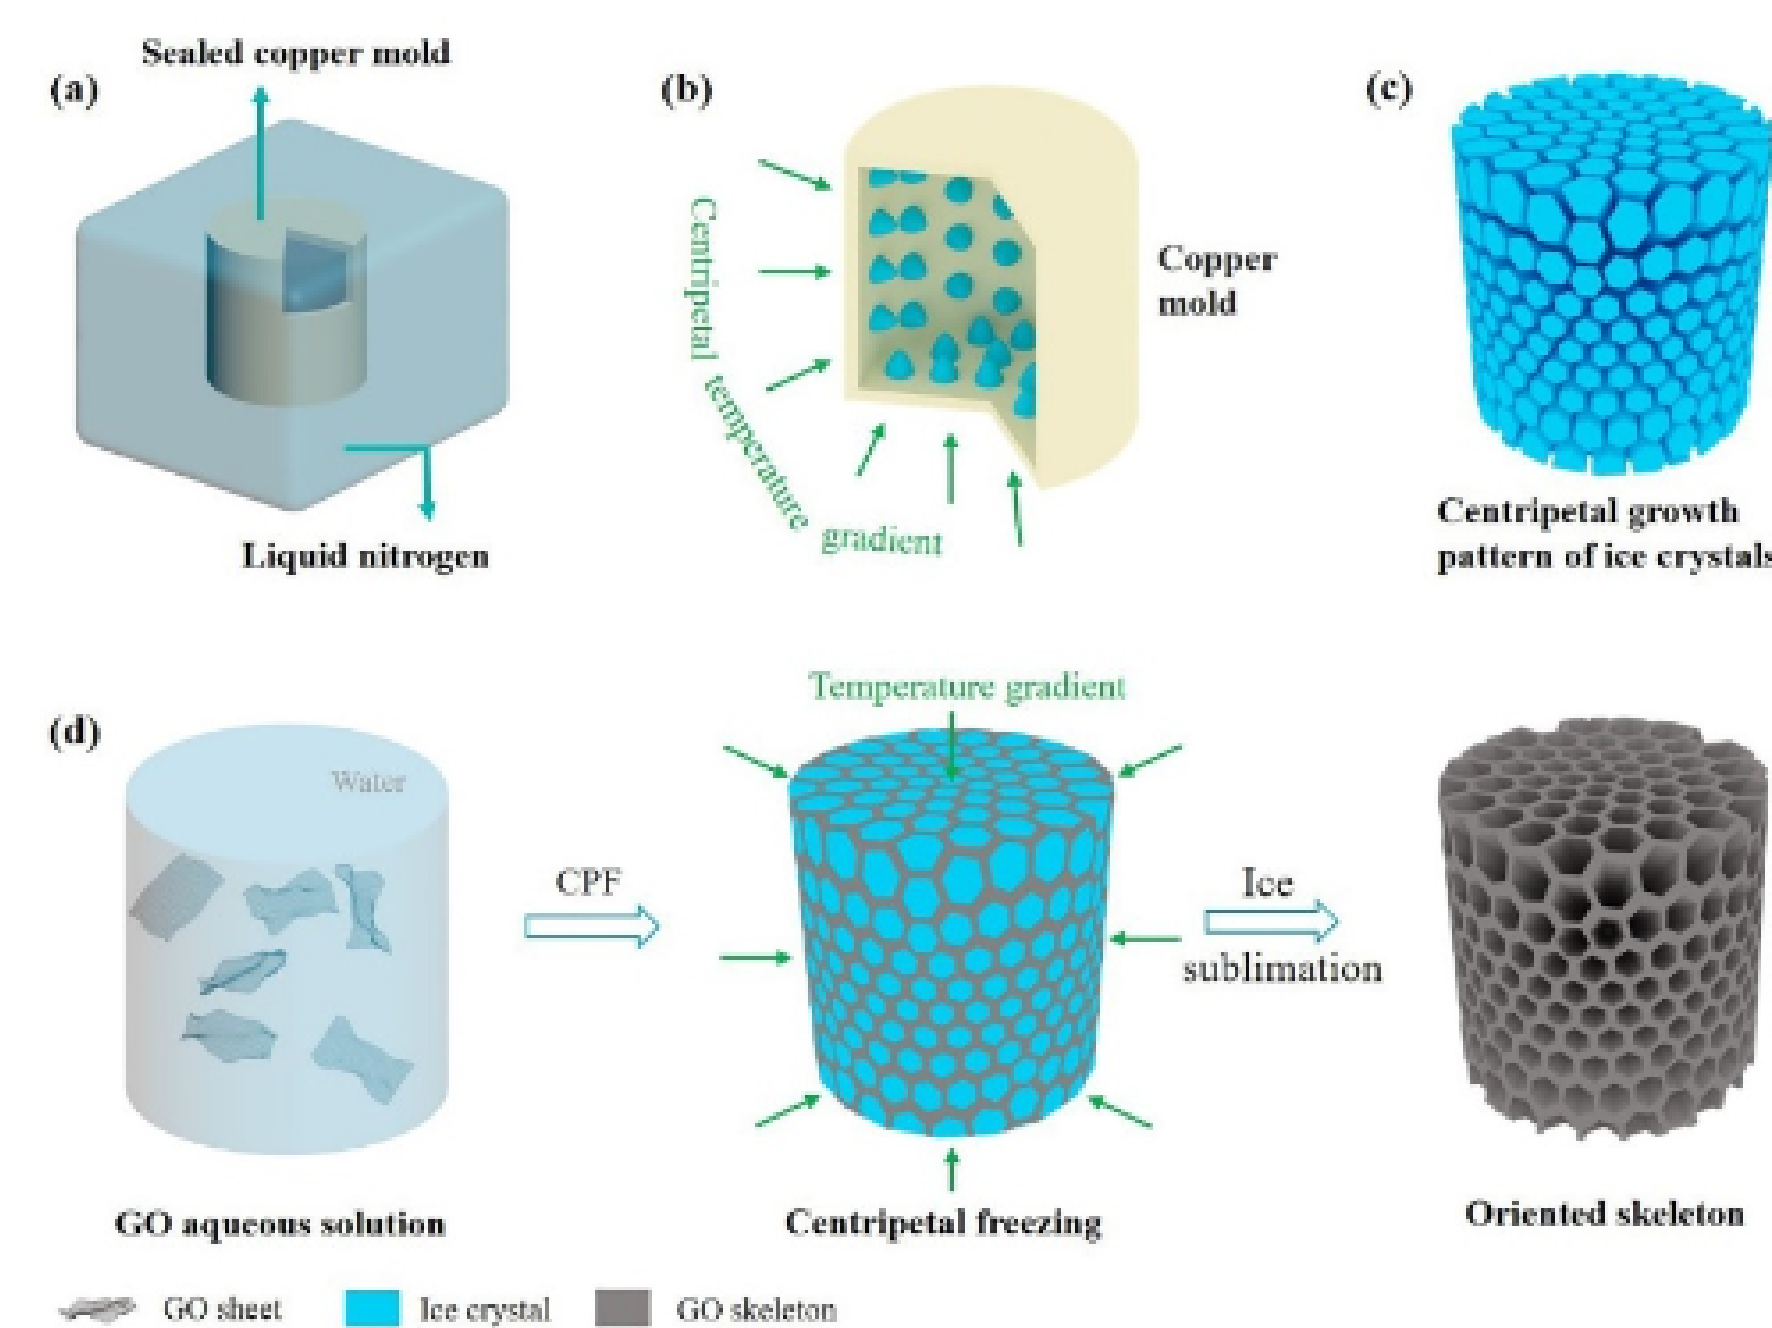 (a)
Sealed copper mold
Liquid nitrogen
(b)
Centripetal temperature gradient
Copper
mold
(c)
Centripetal growth
pattern of ice crystals
(d)
Water
GO aqueous solution
CPF
Temperature gradient
Centripetal freezing
Ice
sublimation
Oriented skeleton
GO sheet
Ice crystal
GO skeleton